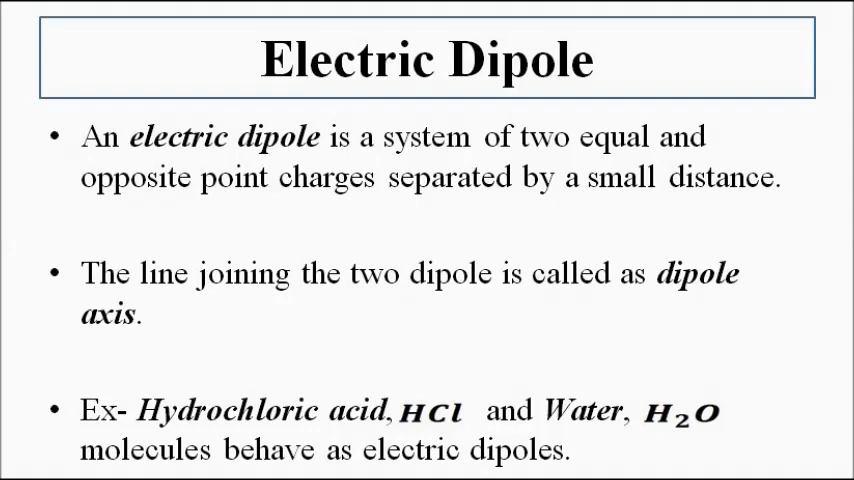 Electric Dipole
• An electric dipole is a system of two equal and
opposite point charges separated by a small distance.
• The line joining the two dipole is called as dipole
axis.
• Ex- Hydrochloric acid, HCl and Water, H₂O
molecules behave as electric dipoles.